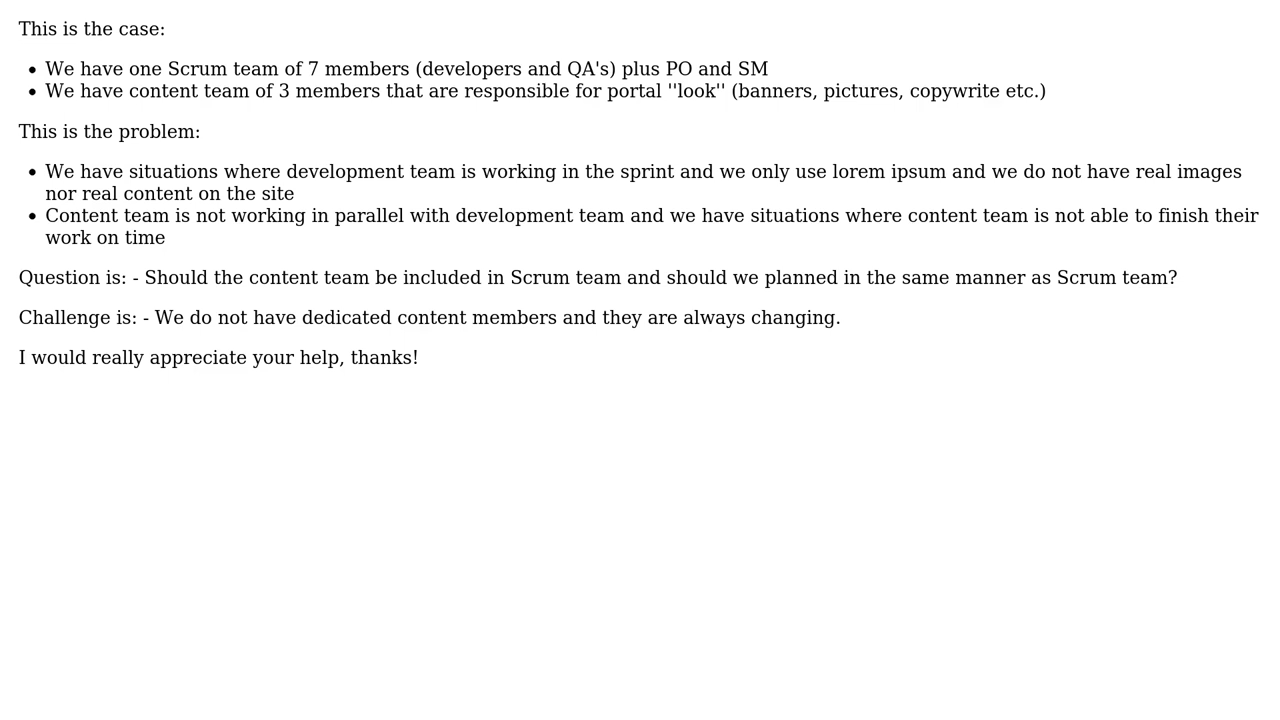 This is the case:
• We have one Scrum team of 7 members (developers and QA's) plus PO and SM
• We have content team of 3 members that are responsible for portal ''look'' (banners, pictures, copywrite etc.)
This is the problem:
• We have situations where development team is working in the sprint and we only use lorem ipsum and we do not have real images
nor real content on the site
• Content team is not working in parallel with development team and we have situations where content team is not able to finish their
work on time
Question is: - Should the content team be included in Scrum team and should we planned in the same manner as Scrum team?
Challenge is: - We do not have dedicated content members and they are always changing.
I would really appreciate your help, thanks!